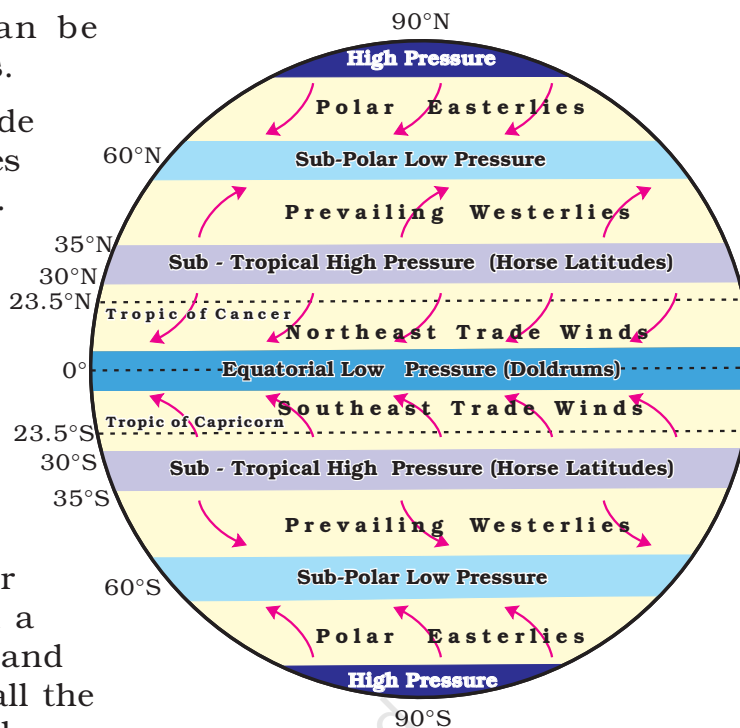 an be
s.
de
es
.
r
a
and
all the
90°N
High Pressure
Polar Easterlies
60°N
Sub-Polar Low Pressure
Prevailing Westerlies
35°N
Sub - Tropical High Pressure (Horse Latitudes)
30°N
23.5°N
Tropic of Cancer
Northeast Trade Winds
0°
Equatorial Low Pressure (Doldrums)
Southeast Trade Winds
Tropic of Capricorn
23.5°S
30°S
Sub - Tropical High Pressure (Horse Latitudes)
35°S
Prevailing Westerlies
60°S
Sub-Polar Low Pressure
Polar Easterlies
High Pressure
90°S